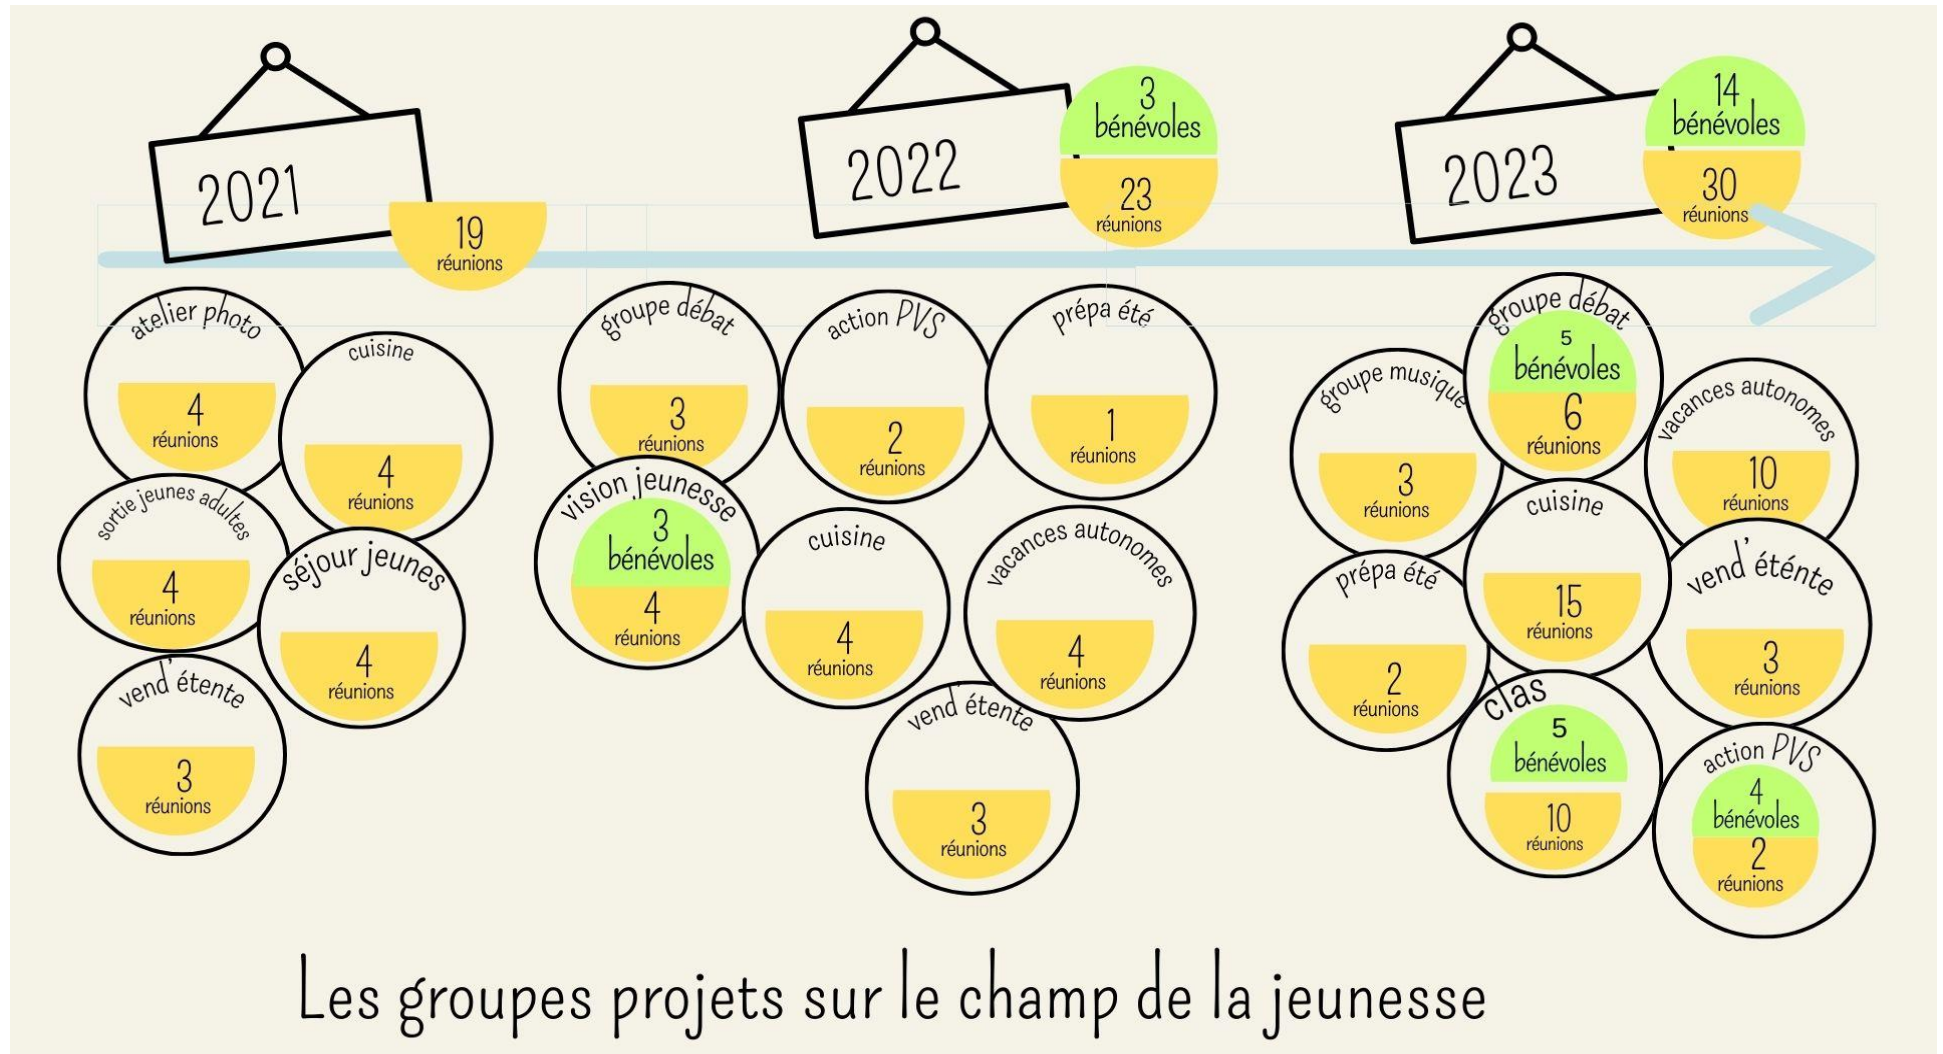 2021
19
réunions
atelier photo
4
réunions
cuisine
4
réunions
sortie jeunes adultes
4
réunions
séjour jeunes
4
réunions
vend'étente
3
réunions
2022
3
bénévoles
23
réunions
groupe débat
3
réunions
action PVS
2
réunions
prépa été
1
réunions
vision jeunesse
3
bénévoles
4
réunions
cuisine
4
réunions
vacances autonomes
4
réunions
vend étente
3
réunions
2023
14
bénévoles
30
réunions
groupe débat
5
bénévoles
6
réunions
groupe musique
3
réunions
vacances autonomes
10
réunions
cuisine
15
réunions
prépa été
2
réunions
vend'éténte
3
réunions
clas
5
bénévoles
10
réunions
action PVS
4
bénévoles
2
réunions
Les groupes projets sur le champ de la jeunesse